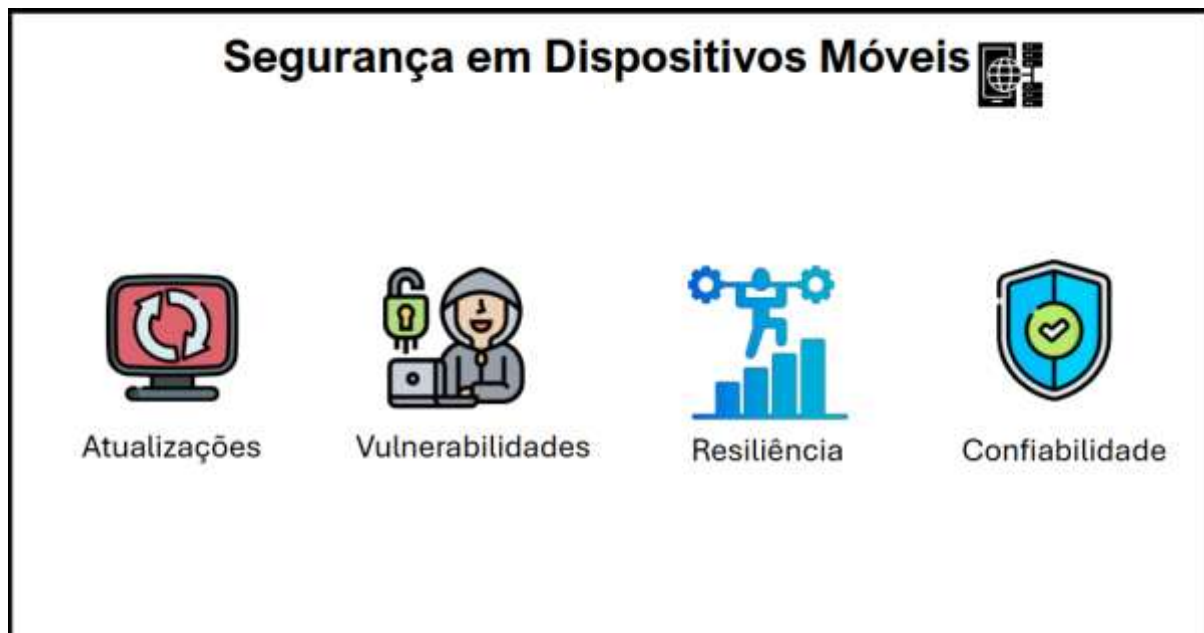 Segurança em Dispositivos Móveis
Atualizações
Vulnerabilidades
Resiliência
Confiabilidade